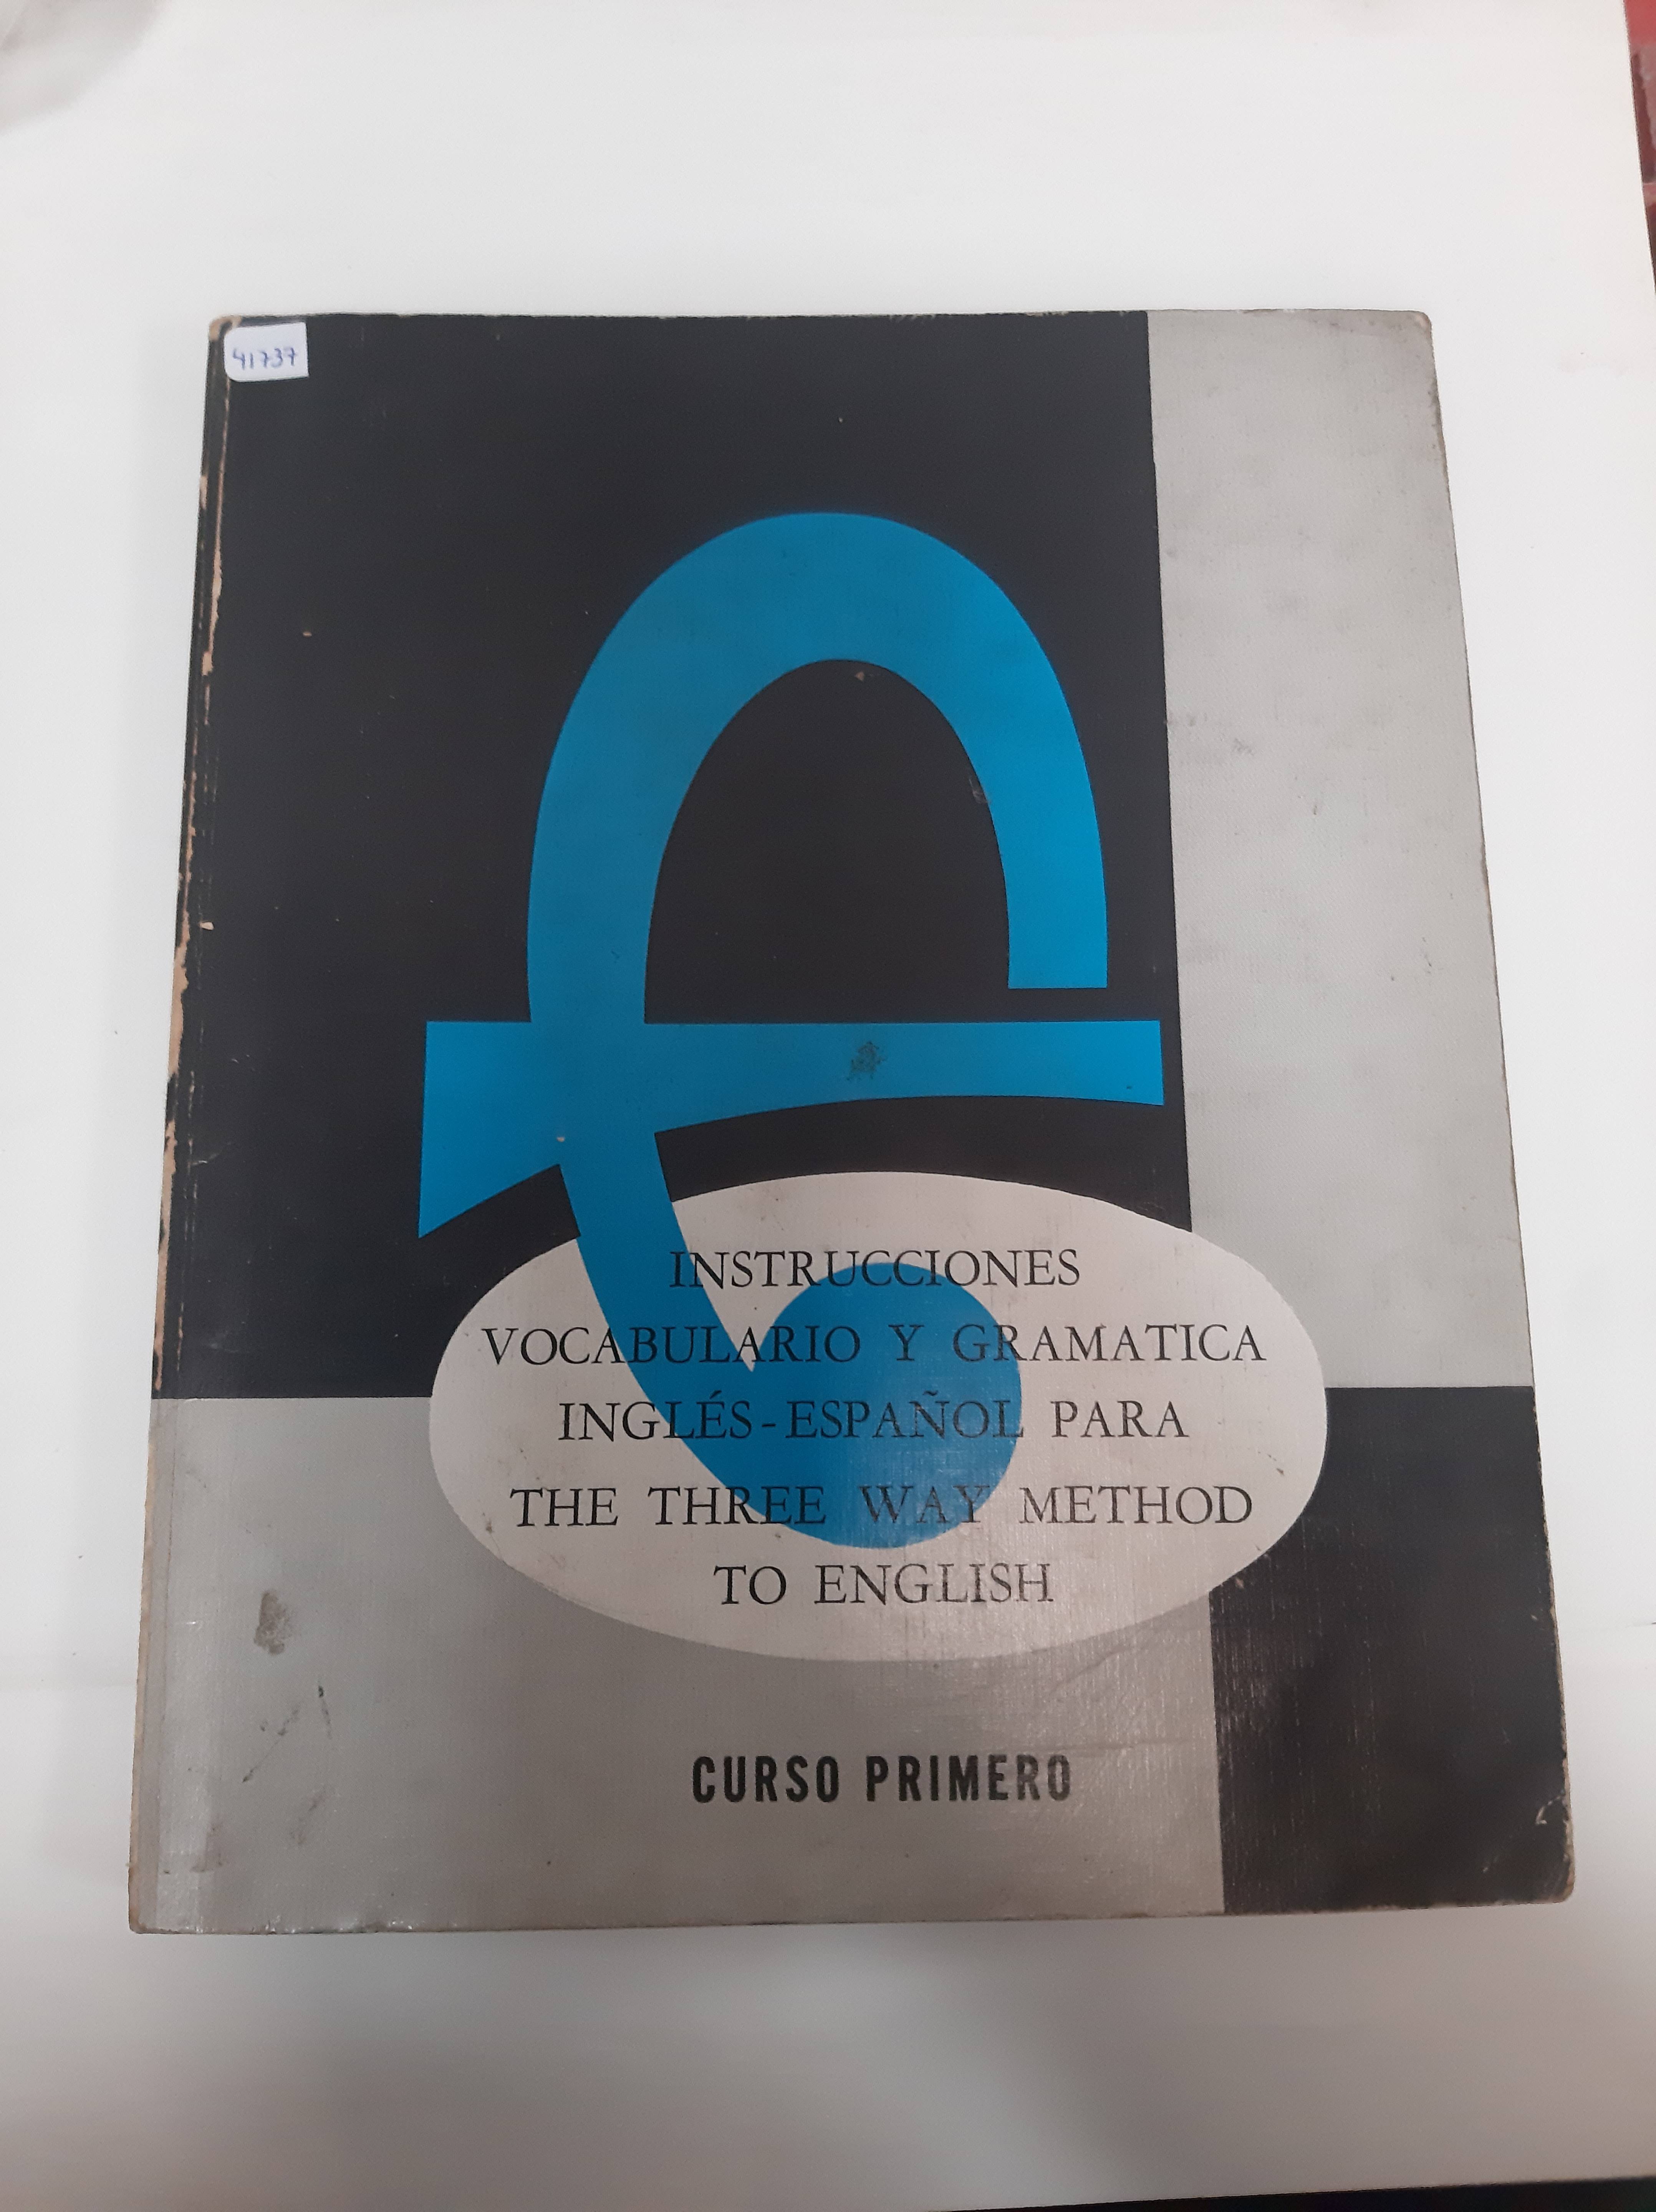 41737
INSTRUCCIONES
VOCABULARIO Y GRAMATICA
INGLÉS-ESPAÑOL PARA
THE THREE WAY METHOD
TO ENGLISH
CURSO PRIMERO